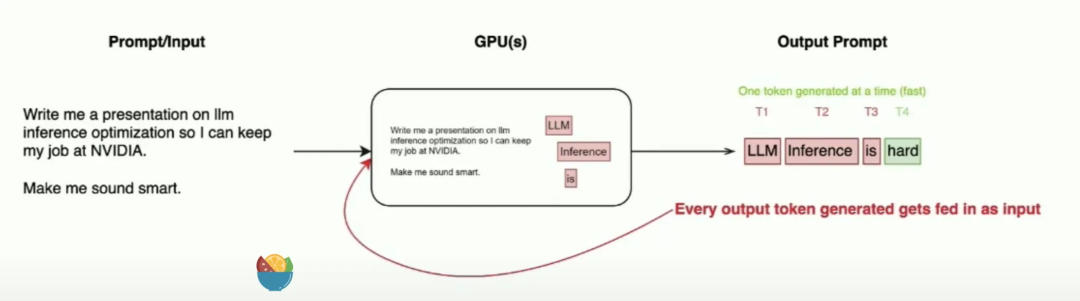 Prompt/Input
GPU(s)
Output Prompt
Write me a presentation on llm
inference optimization so I can keep
my job at NVIDIA.
Make me sound smart.
Write me a presentation on llm
inference optimization so I can keep
my job at NVIDIA.
Make me sound smart.
LLM
Inference
is
One token generated at a time (fast)
T1 T2 T3 T4
LLM Inference is hard
Every output token generated gets fed in as input